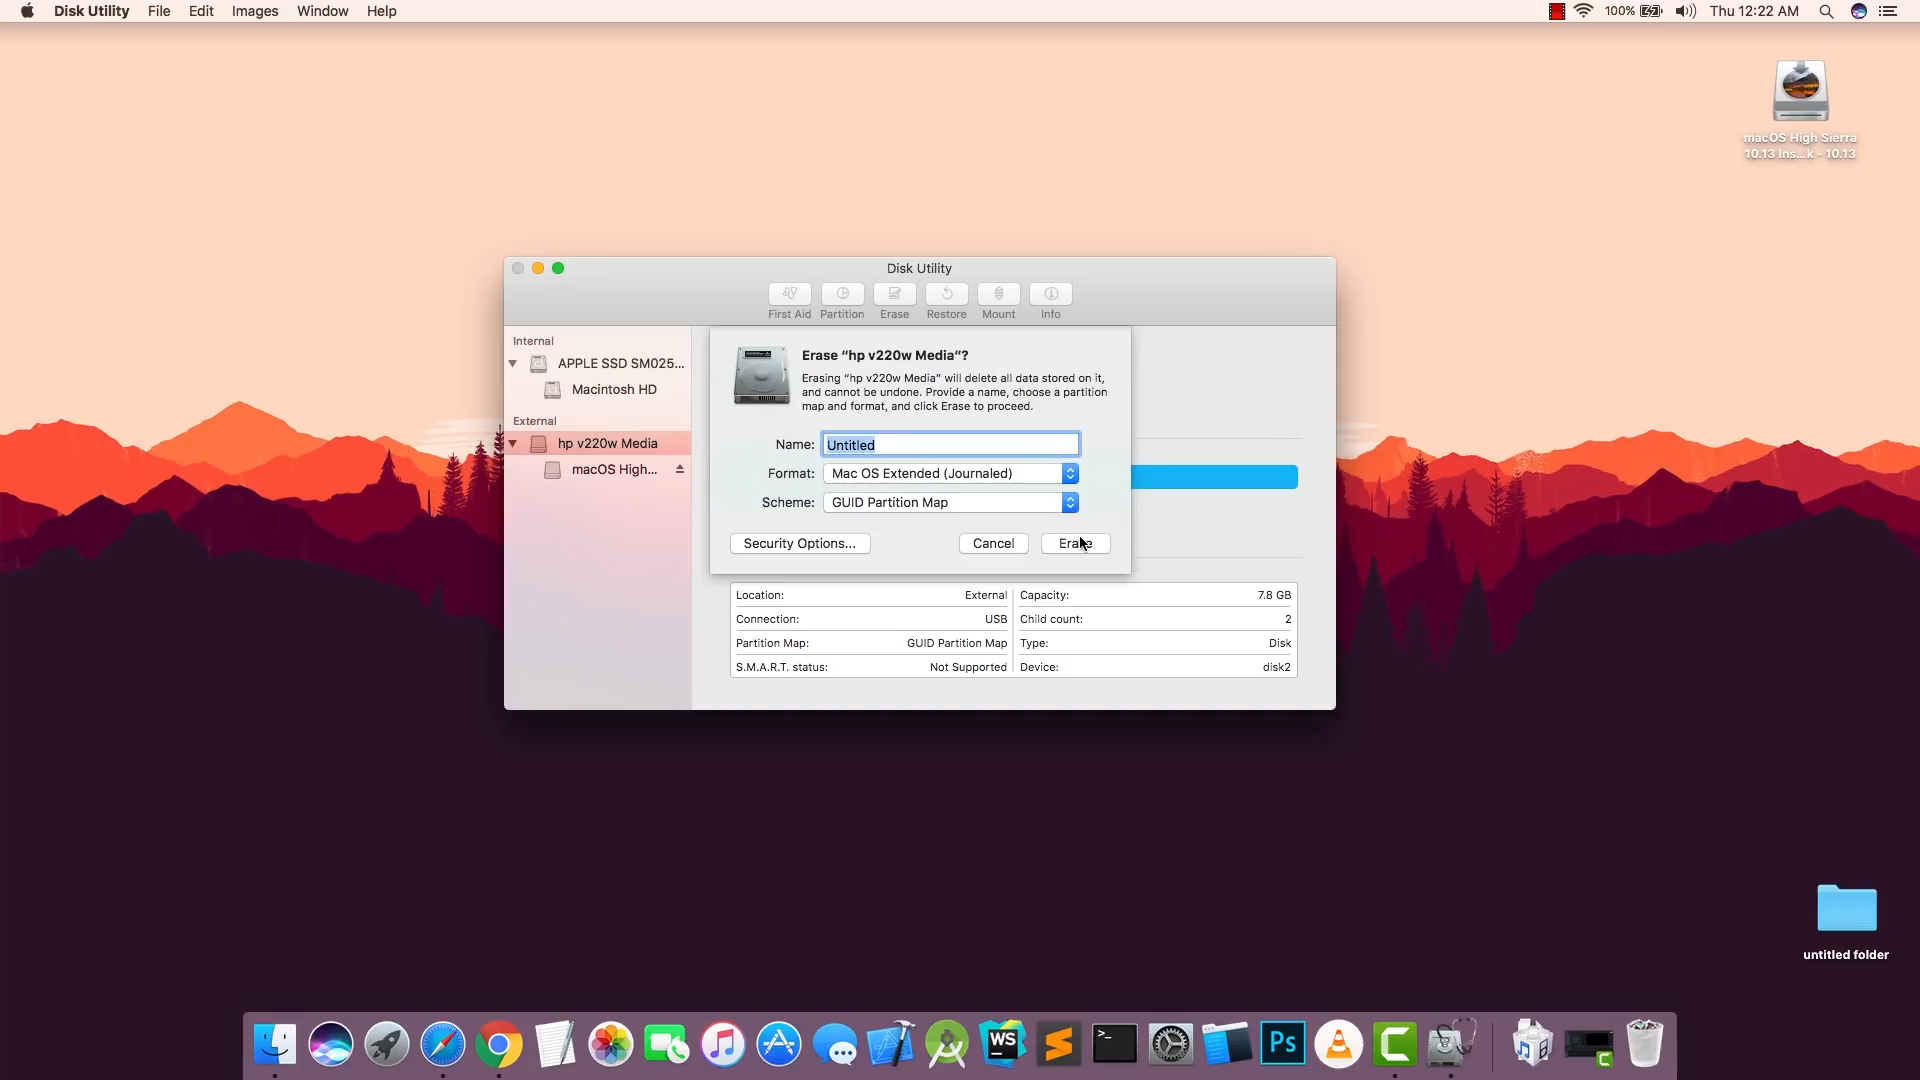 Disk Utility File Edit Images Window Help
100% Thu 12:22 AM
macOS High Sierra
10.13 Ins...k - 10.13
Disk Utility
First Aid Partition Erase Restore Mount Info
Internal
APPLE SSD SM025...
Macintosh HD
External
hp v220w Media
macOS High...
Erase “hp v220w Media”?
Erasing “hp v220w Media” will delete all data stored on it,
and cannot be undone. Provide a name, choose a partition
map and format, and click Erase to proceed.
Name: Untitled
Format: Mac OS Extended (Journaled)
Scheme: GUID Partition Map
Security Options... Cancel Erase
Location: External Capacity: 7.8 GB
Connection: USB Child count: 2
Partition Map: GUID Partition Map Type: Disk
S.M.A.R.T. status: Not Supported Device: disk2
untitled folder
WS
>_
Ps